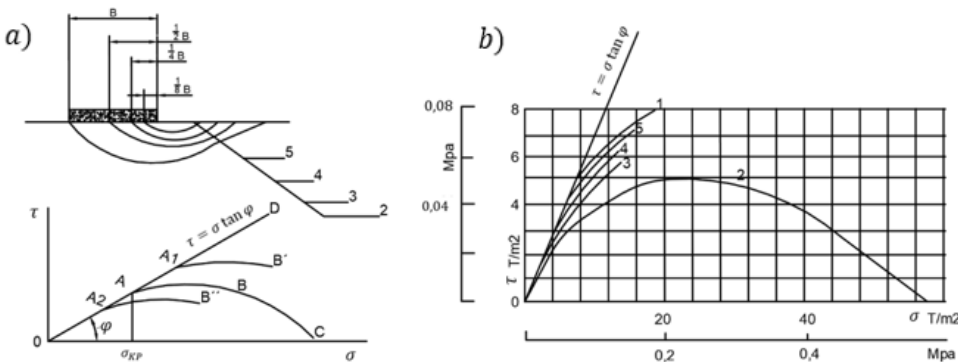 a)
B
1/2 B
1/4 B
1/8 B
5
4
3
2
τ
D
τ = σ tan φ
A1
B′
A
B
A2
B′′
φ
C
0
σKP
σ
b)
τ = σ tan φ
0,08
8
1
5
4
3
Mpa
6
2
0,04
4
T/m2
2
τ
0
20
40
σ T/m2
0,2
0,4
Mpa